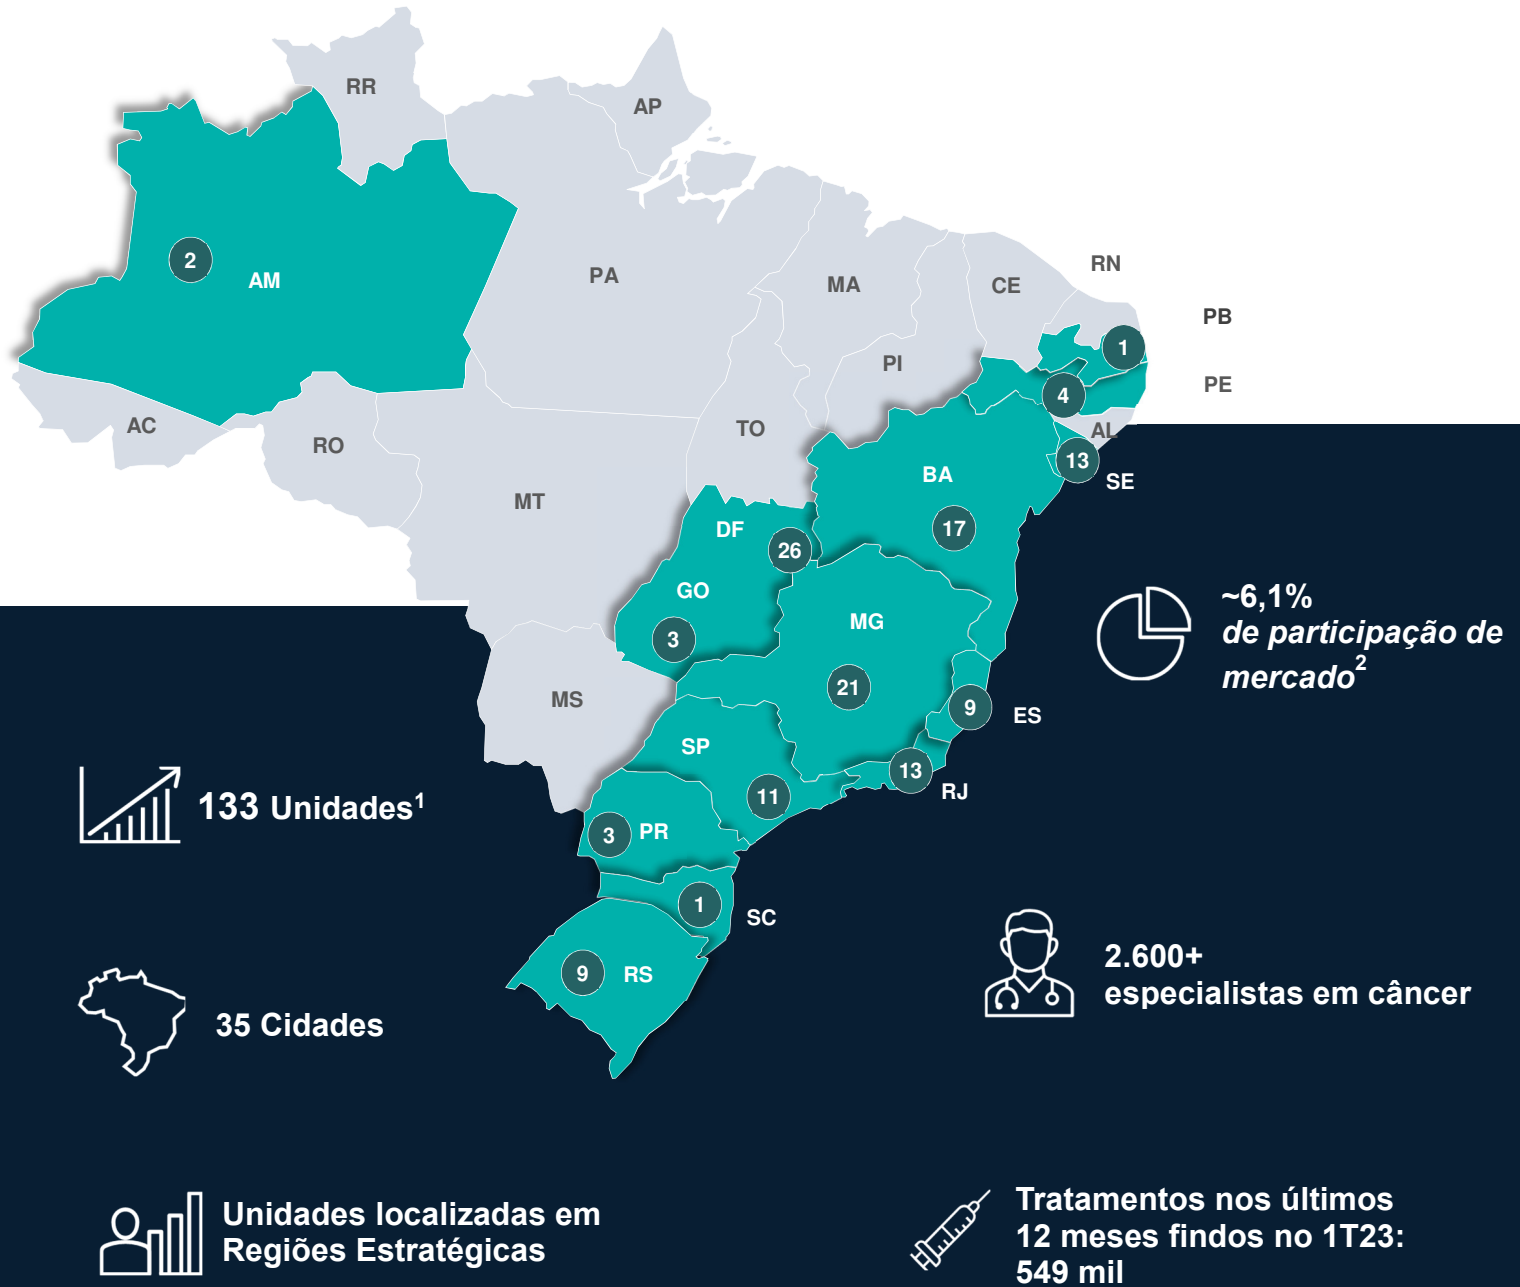 RR
AP
AM
2
PA
MA
CE
RN
PB
1
PI
PE
4
AC
RO
TO
AL
13
SE
MT
BA
17
DF
26
GO
3
MG
21
MS
9
ES
SP
13
RJ
11
3
PR
1
SC
9
RS
~6,1%
de participação de
mercado²
133 Unidades¹
2.600+
especialistas em câncer
35 Cidades
Unidades localizadas em
Regiões Estratégicas
Tratamentos nos últimos
12 meses findos no 1T23:
549 mil